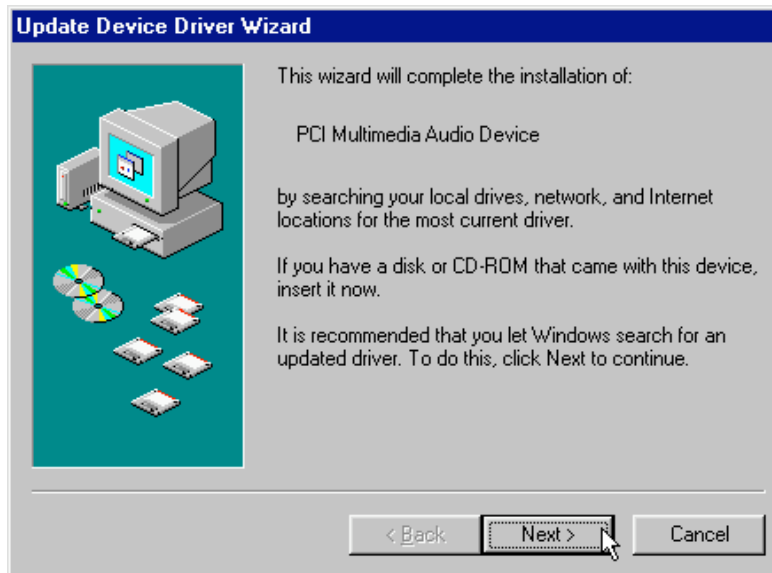 Update Device Driver Wizard
This wizard will complete the installation of:
PCI Multimedia Audio Device
by searching your local drives, network, and Internet
locations for the most current driver.
If you have a disk or CD-ROM that came with this device,
insert it now.
It is recommended that you let Windows search for an
updated driver. To do this, click Next to continue.
< Back
Next >
Cancel